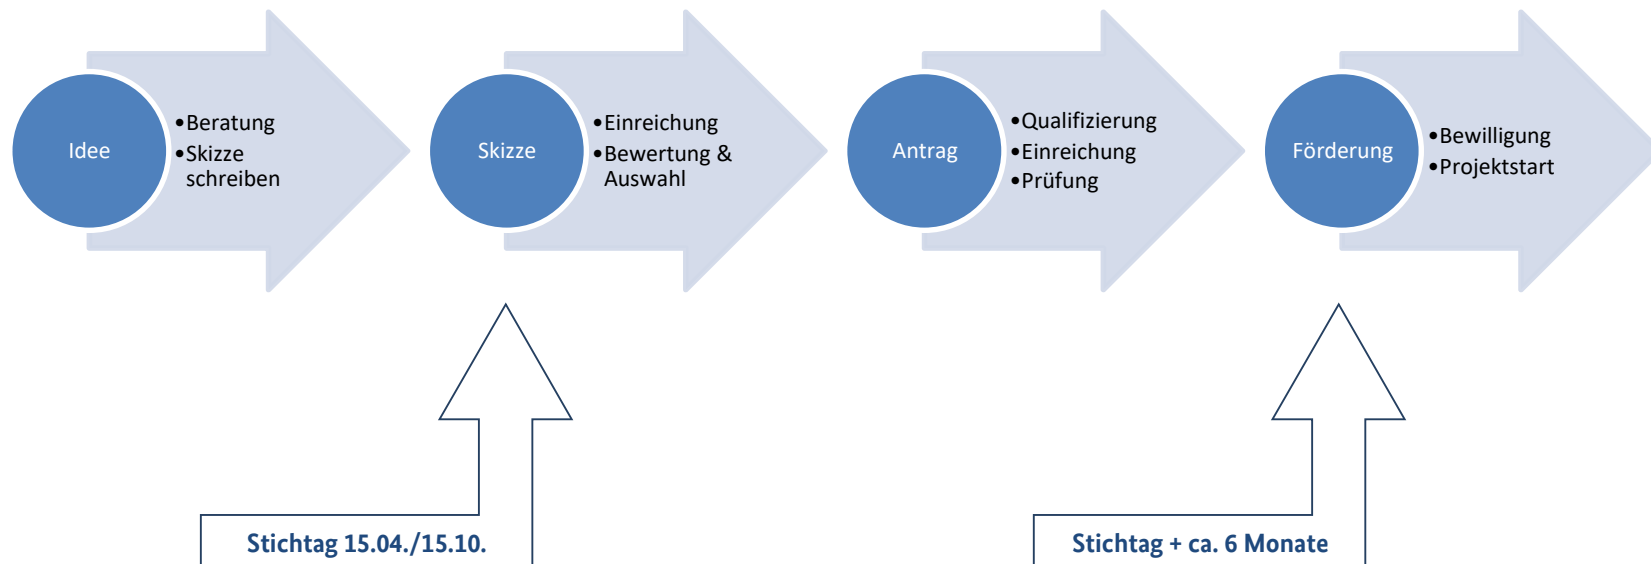 Idee
•Beratung
•Skizze
schreiben
Skizze
•Einreichung
•Bewertung &
Auswahl
Antrag
•Qualifizierung
•Einreichung
•Prüfung
Förderung
•Bewilligung
•Projektstart
Stichtag 15.04./15.10.
Stichtag + ca. 6 Monate